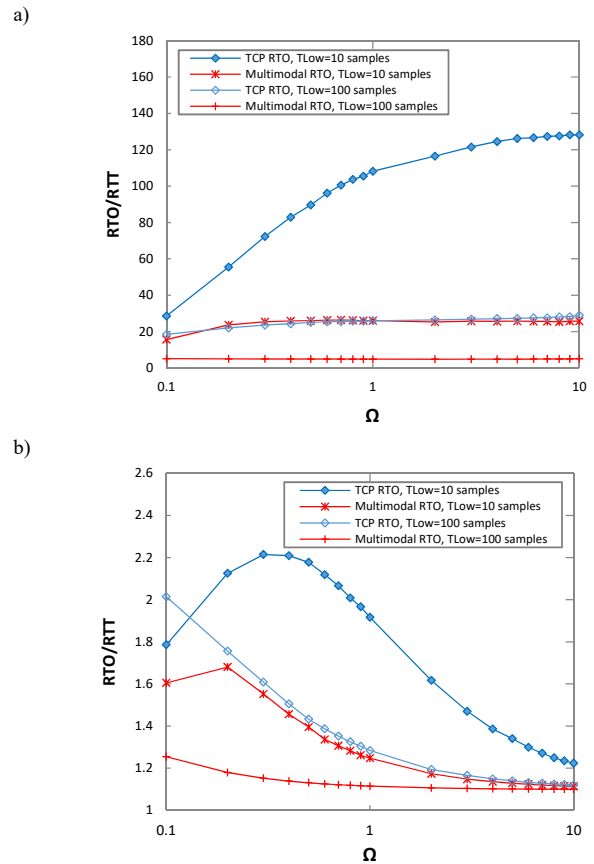 a)
180
160
140
120
100
80
60
40
20
0
RTO/RTT
TCP RTO, TLow=10 samples
Multimodal RTO, TLow=10 samples
TCP RTO, TLow=100 samples
Multimodal RTO, TLow=100 samples
0.1 1 10
Ω
b)
2.6
2.4
2.2
2
1.8
1.6
1.4
1.2
1
RTO/RTT
TCP RTO, TLow=10 samples
Multimodal RTO, TLow=10 samples
TCP RTO, TLow=100 samples
Multimodal RTO, TLow=100 samples
0.1 1 10
Ω